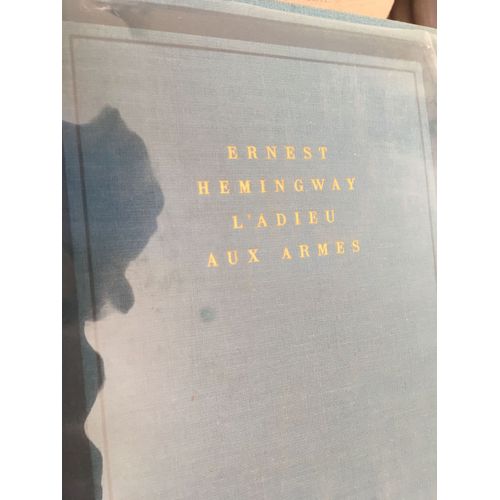 ERNEST
HEMINGWAY
L'ADIEU
AUX ARMES